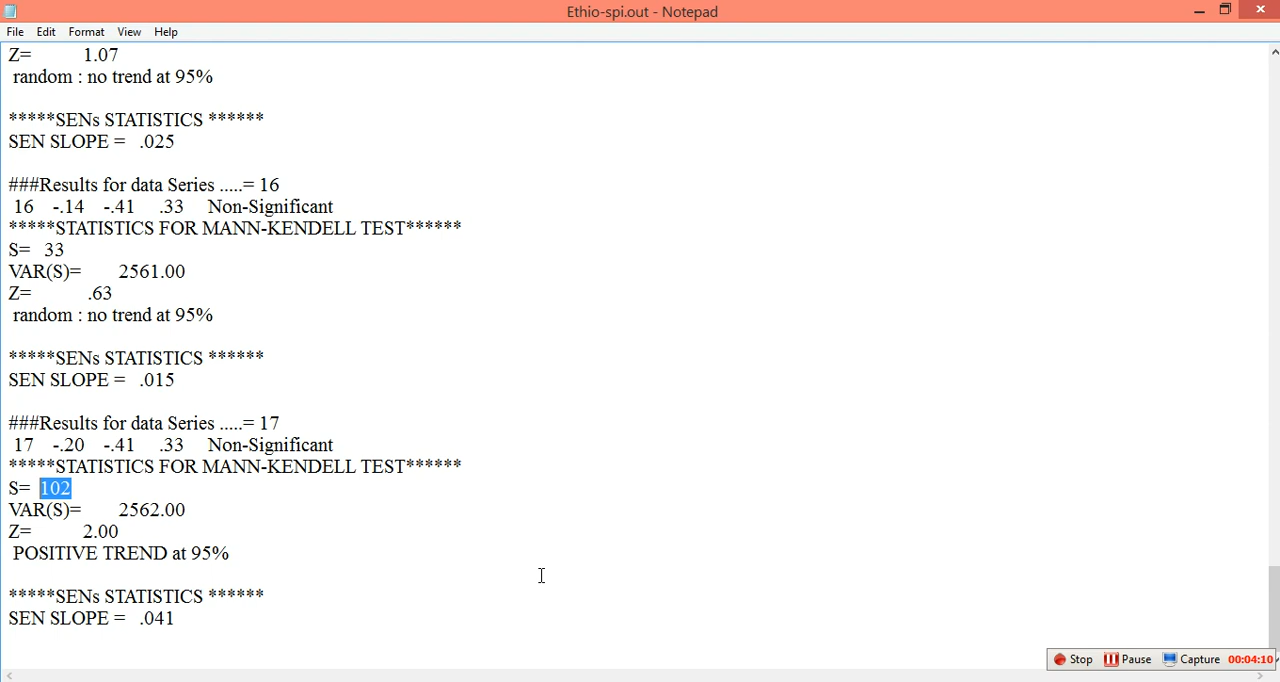 Ethio-spi.out - Notepad
File Edit Format View Help
Z= 1.07
random : no trend at 95%
*****SENs STATISTICS ******
SEN SLOPE = .025
###Results for data Series .....= 16
16 -.14 -.41 .33 Non-Significant
*****STATISTICS FOR MANN-KENDELL TEST******
S= 33
VAR(S)= 2561.00
Z= .63
random : no trend at 95%
*****SENs STATISTICS ******
SEN SLOPE = .015
###Results for data Series .....= 17
17 -.20 -.41 .33 Non-Significant
*****STATISTICS FOR MANN-KENDELL TEST******
S= 102
VAR(S)= 2562.00
Z= 2.00
POSITIVE TREND at 95%
*****SENs STATISTICS ******
SEN SLOPE = .041
Stop Pause Capture 00:04:10